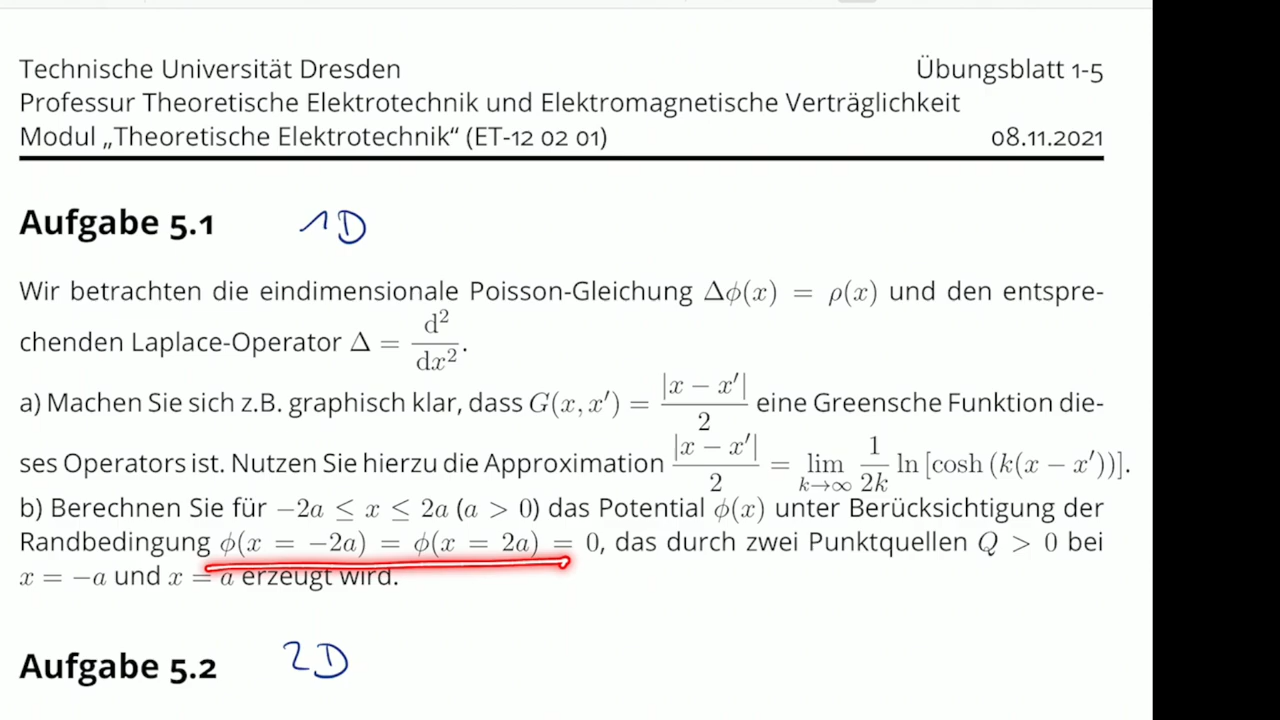 Technische Universität Dresden Übungsblatt 1-5
Professur Theoretische Elektrotechnik und Elektromagnetische Verträglichkeit
Modul „Theoretische Elektrotechnik“ (ET-12 02 01) 08.11.2021
Aufgabe 5.1 1D
Wir betrachten die eindimensionale Poisson-Gleichung Δϕ(x) = ρ(x) und den entspre-
chenden Laplace-Operator Δ = d²/dx².
a) Machen Sie sich z.B. graphisch klar, dass G(x, x′) = |x − x′|/2 eine Greensche Funktion die-
ses Operators ist. Nutzen Sie hierzu die Approximation |x − x′|/2 = lim k→∞ 1/2k ln [cosh (k(x − x′))].
b) Berechnen Sie für −2a ≤ x ≤ 2a (a > 0) das Potential ϕ(x) unter Berücksichtigung der
Randbedingung ϕ(x = −2a) = ϕ(x = 2a) = 0, das durch zwei Punktquellen Q > 0 bei
x = −a und x = a erzeugt wird.
Aufgabe 5.2 2D